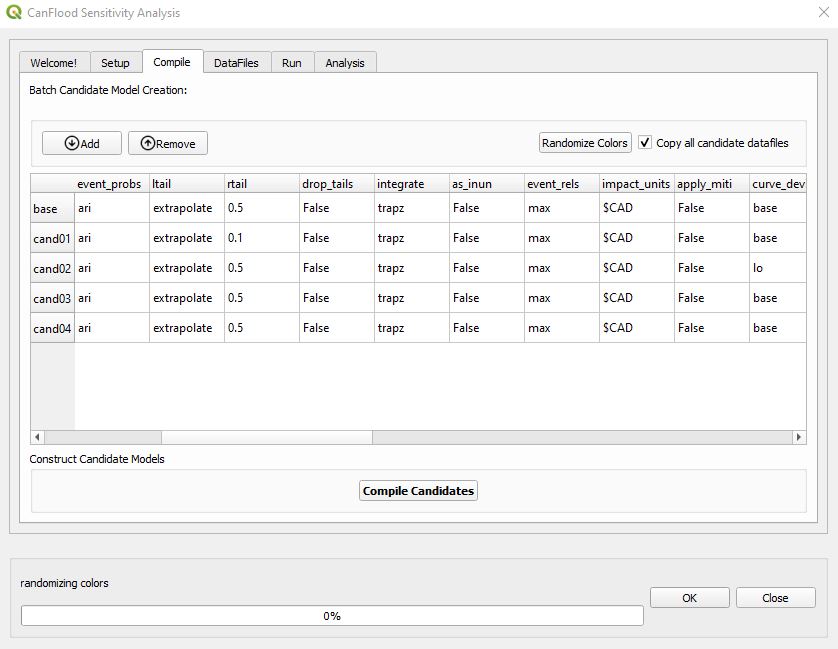 CanFlood Sensitivity Analysis
Welcome! Setup Compile DataFiles Run Analysis
Batch Candidate Model Creation:
Add Remove Randomize Colors Copy all candidate datafiles
event_probs ltail rtail drop_tails integrate as_inun event_rels impact_units apply_miti curve_dev
base ari extrapolate 0.5 False trapz False max $CAD False base
cand01 ari extrapolate 0.1 False trapz False max $CAD False base
cand02 ari extrapolate 0.5 False trapz False max $CAD False lo
cand03 ari extrapolate 0.5 False trapz False max $CAD False base
cand04 ari extrapolate 0.5 False trapz False max $CAD False base
Construct Candidate Models
Compile Candidates
randomizing colors
OK Close
0%